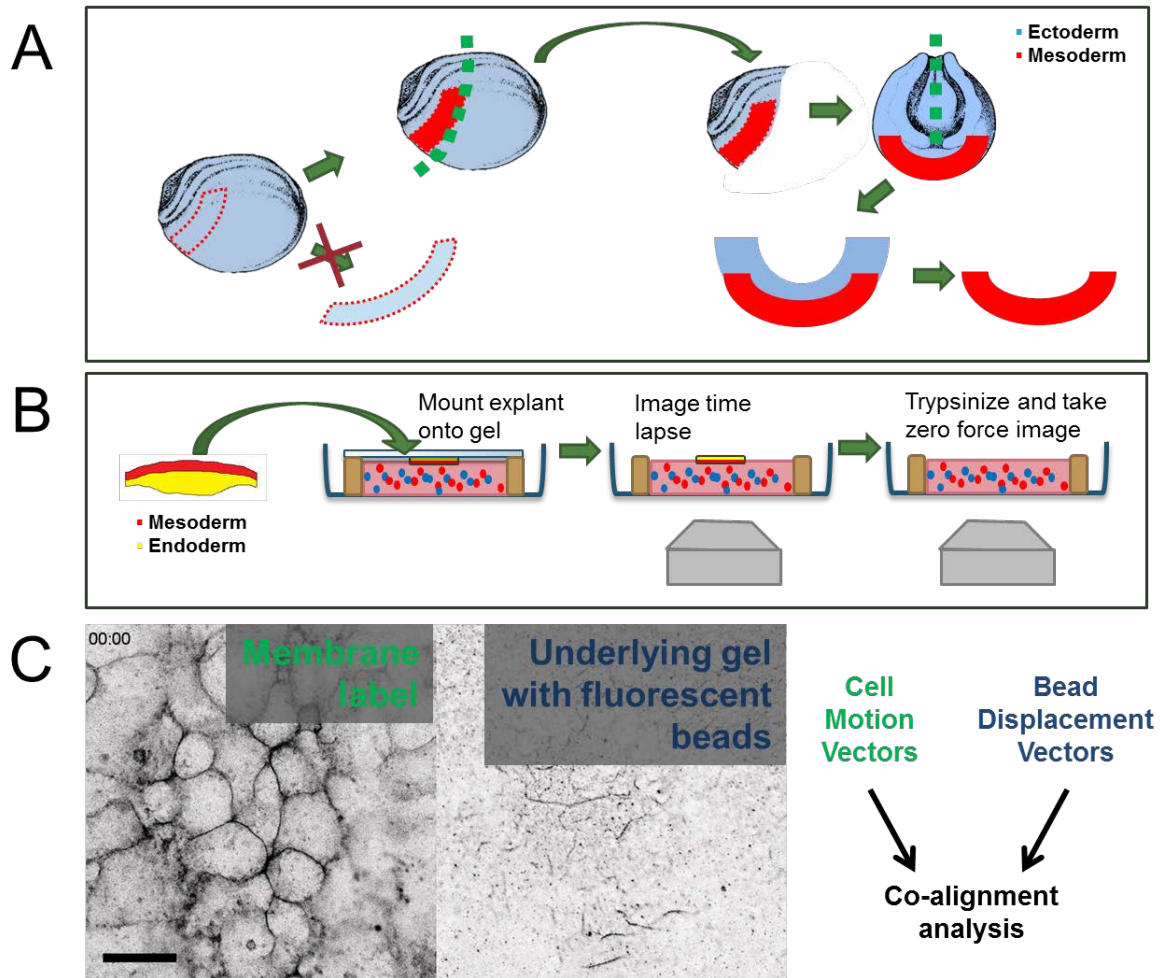 A
Ectoderm
Mesoderm
B
Mount explant
onto gel
Image time
lapse
Trypsinize and take
zero force image
Mesoderm
Endoderm
C
00:00
Membrane
label
Underlying gel
with fluorescent
beads
Cell
Motion
Vectors
Bead
Displacement
Vectors
Co-alignment
analysis